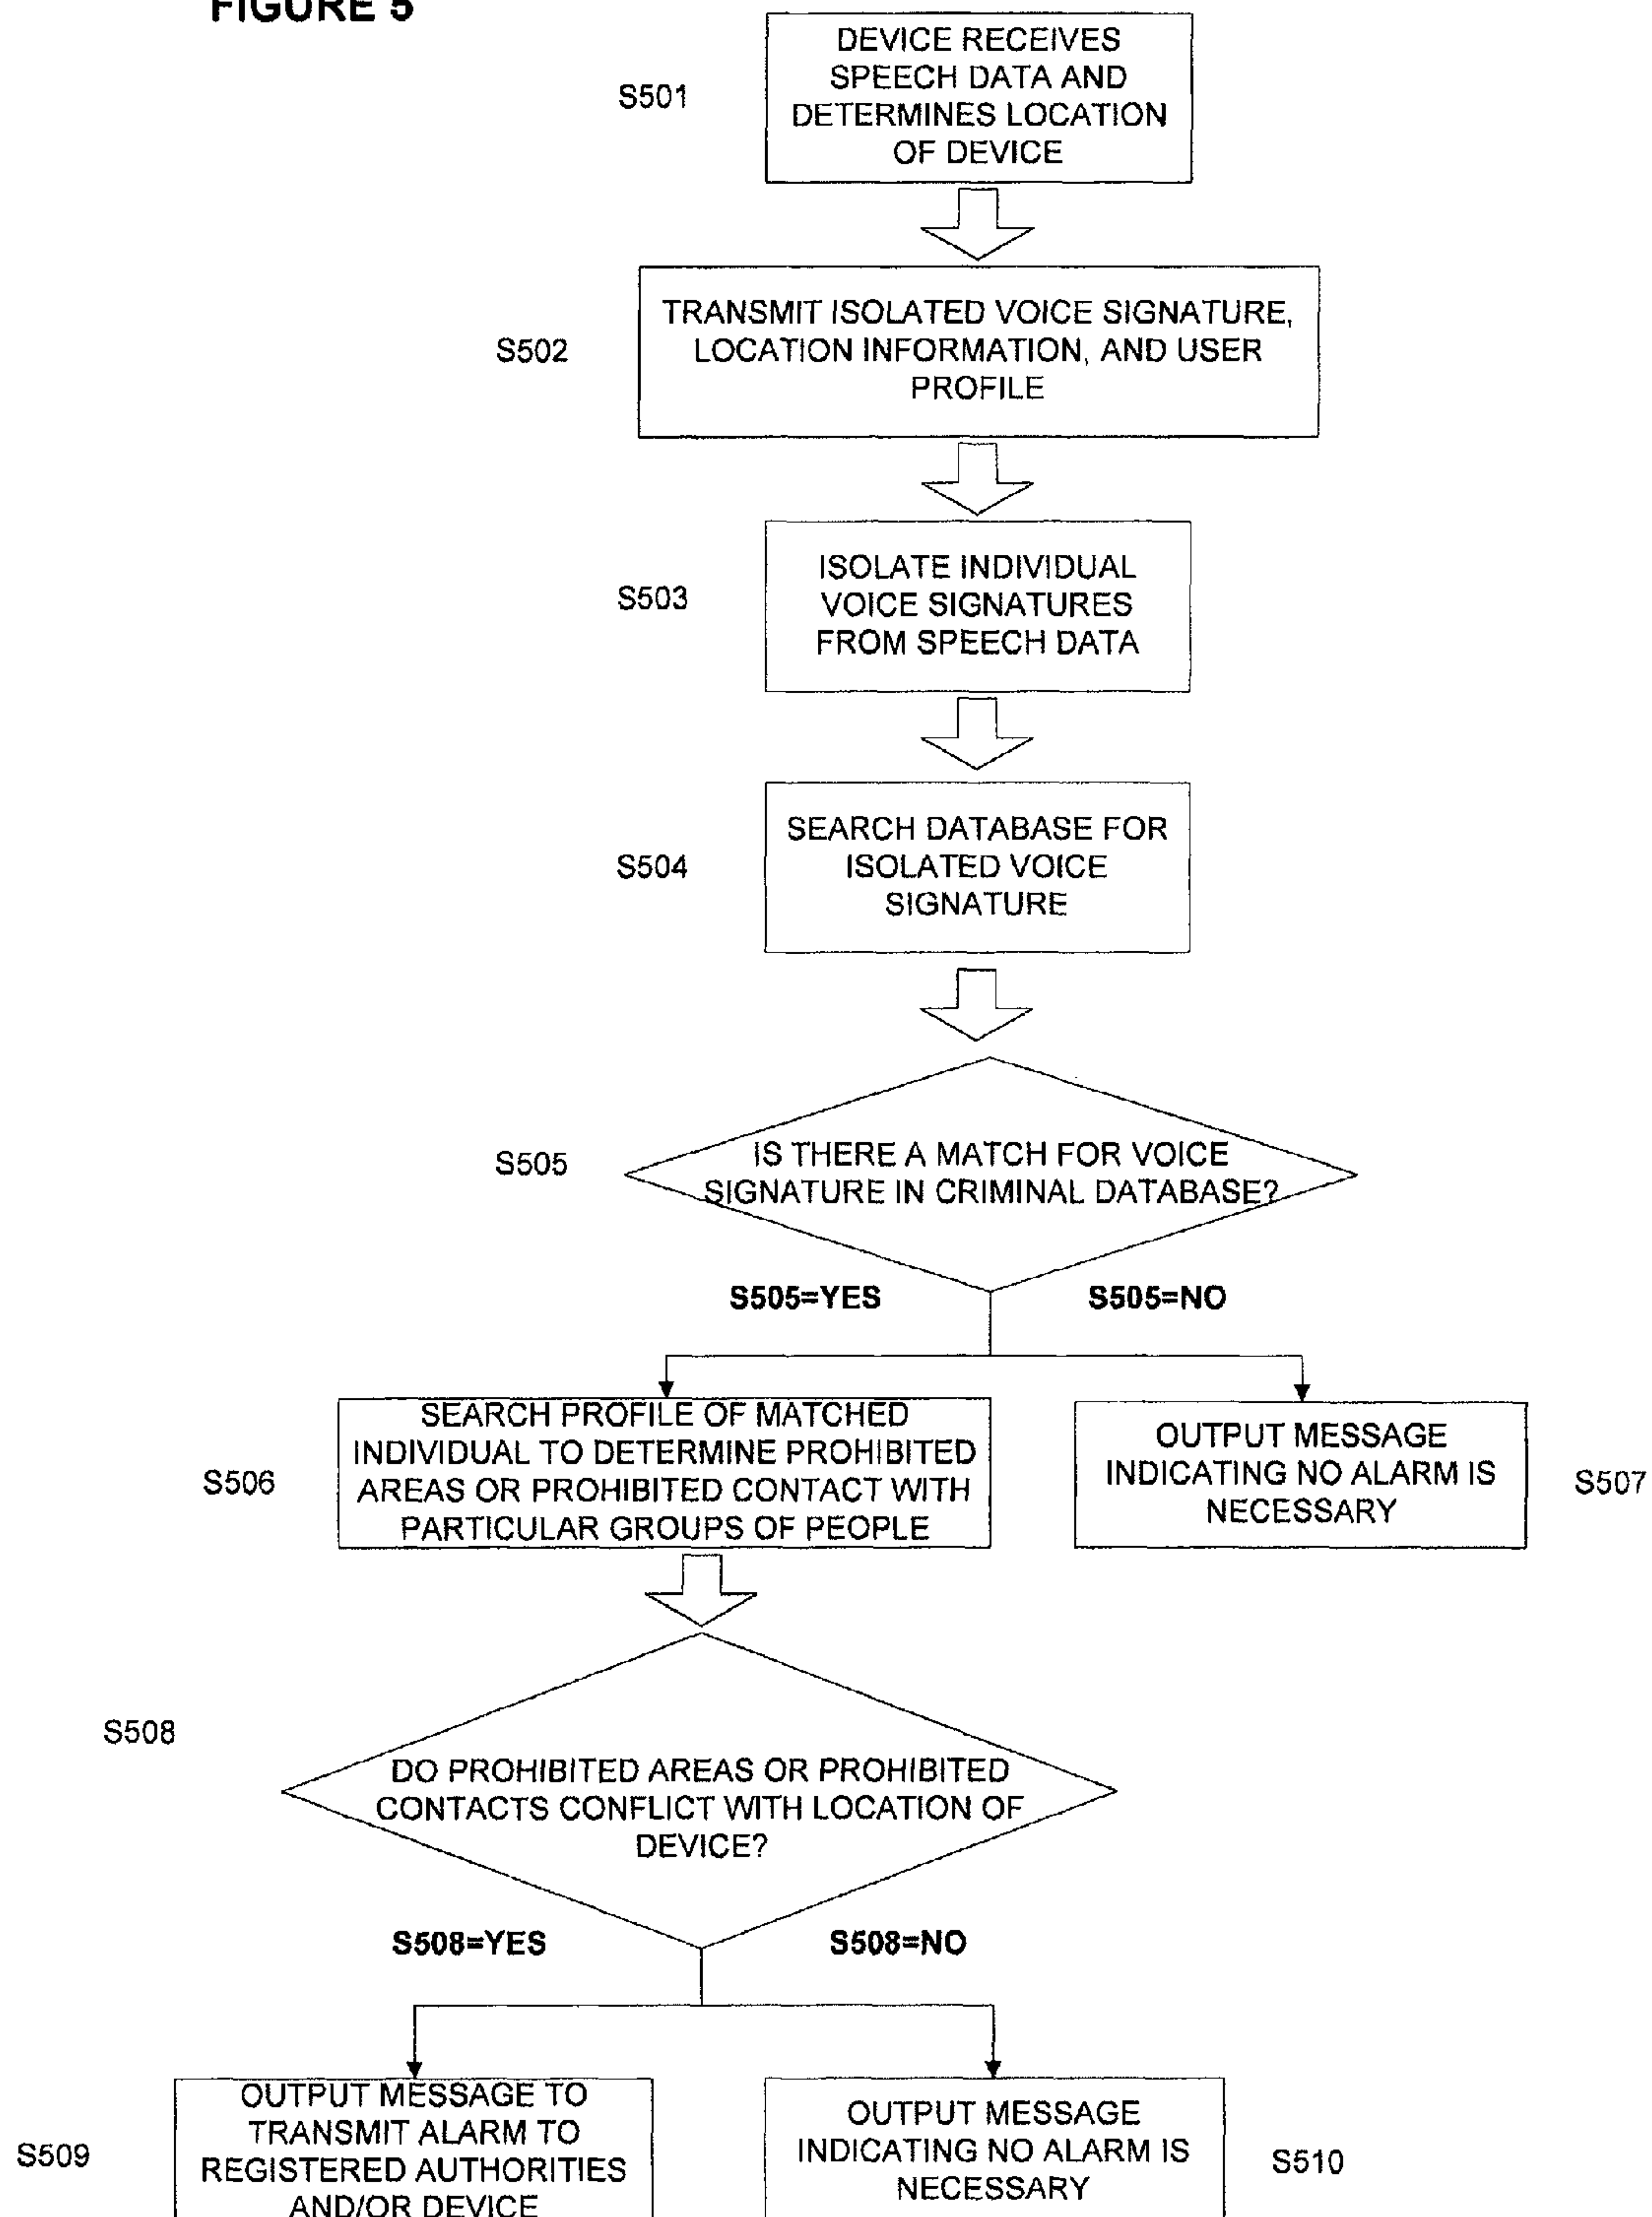 FIGURE 5
DEVICE RECEIVES
SPEECH DATA AND
DETERMINES LOCATION
OF DEVICE
S501
TRANSMIT ISOLATED VOICE SIGNATURE,
LOCATION INFORMATION, AND USER
PROFILE
S502
ISOLATE INDIVIDUAL
VOICE SIGNATURES
FROM SPEECH DATA
S503
SEARCH DATABASE FOR
ISOLATED VOICE
SIGNATURE
S504
IS THERE A MATCH FOR VOICE
SIGNATURE IN CRIMINAL DATABASE?
S505
S505=YES
S505=NO
SEARCH PROFILE OF MATCHED
INDIVIDUAL TO DETERMINE PROHIBITED
AREAS OR PROHIBITED CONTACT WITH
PARTICULAR GROUPS OF PEOPLE
S506
OUTPUT MESSAGE
INDICATING NO ALARM IS
NECESSARY
S507
S508
DO PROHIBITED AREAS OR PROHIBITED
CONTACTS CONFLICT WITH LOCATION OF
DEVICE?
S508=YES
S508=NO
OUTPUT MESSAGE TO
TRANSMIT ALARM TO
REGISTERED AUTHORITIES
AND/OR DEVICE
S509
OUTPUT MESSAGE
INDICATING NO ALARM IS
NECESSARY
S510